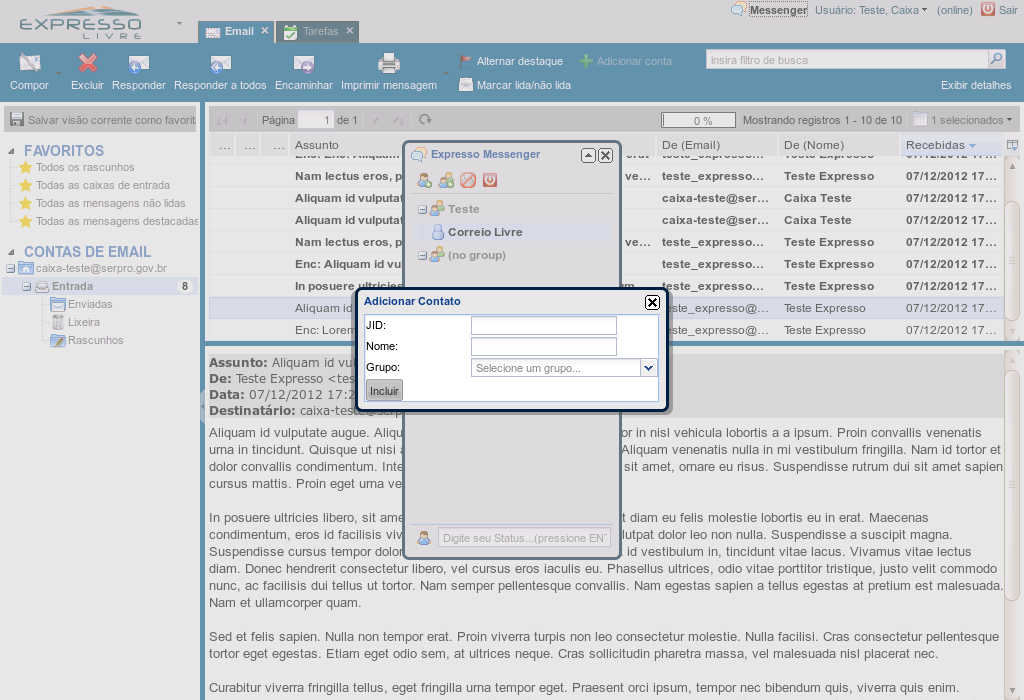 EXPRESSO
LIVRE
Email
Tarefas
Messenger
Usuário: Teste, Caixa
(online)
Sair
Compor
Excluir
Responder
Responder a todos
Encaminhar
Imprimir mensagem
Alternar destaque
Marcar lida/não lida
Adicionar conta
insira filtro de busca
Exibir detalhes
Salvar visão corrente como favorit
FAVORITOS
Todos os rascunhos
Todas as caixas de entrada
Todas as mensagens não lidas
Todas as mensagens destacadas
CONTAS DE EMAIL
caixa-teste@serpro.gov.br
Entrada 8
Enviadas
Lixeira
Rascunhos
Página 1 de 1
0 %
Mostrando registros 1 - 10 de 10
1 selecionados
... ... ... Assunto De (Email) De (Nome) Recebidas
Nam lectus eros, p ve... teste_expresso... Teste Expresso 07/12/2012 17...
Aliquam id vulputat caixa-teste@ser... Caixa Teste 07/12/2012 17...
Aliquam id vulputat caixa-teste@ser... Caixa Teste 07/12/2012 17...
Nam lectus eros, p ve... teste_expresso... Teste Expresso 07/12/2012 17...
Enc: Aliquam id vu teste_expresso... Teste Expresso 07/12/2012 17...
In posuere ultricies teste_expresso... Teste Expresso 07/12/2012 17...
Aliquam id vulputat teste_expresso@... Teste Expresso 07/12/2012 17...
Enc: Lorem teste_expresso@... Teste Expresso 07/12/2012 17...
Expresso Messenger
Teste
Correio Livre
(no group)
Digite seu Status...(pressione EN
Adicionar Contato
JID:
Nome:
Grupo: Selecione um grupo...
Incluir
Assunto: Aliquam id vul
De: Teste Expresso <tes
Data: 07/12/2012 17:2
Destinatário: caixa-teste@serp
Aliquam id vulputate augue. Aliqu or in nisl vehicula lobortis a a ipsum. Proin convallis venenatis
urna in tincidunt. Quisque ut nisi a Aliquam venenatis nulla in mi vestibulum fringilla. Nam id tortor et
dolor convallis condimentum. Inte sit amet, ornare eu risus. Suspendisse rutrum dui sit amet sapien
cursus mattis. Proin eget urna ve
In posuere ultricies libero, sit ame t diam eu felis molestie lobortis eu in erat. Maecenas
condimentum, eros id facilisis viv lutpat dolor leo non nulla. Suspendisse a suscipit magna.
Suspendisse cursus tempor dolor id vestibulum in, tincidunt vitae lacus. Vivamus vitae lectus
diam. Donec hendrerit consectetur libero, vel cursus eros iaculis eu. Phasellus ultrices, odio vitae porttitor tristique, justo velit commodo
nunc, ac facilisis dui tellus ut tortor. Nam semper pellentesque convallis. Nam egestas sapien a tellus egestas at pretium est malesuada.
Nam et ullamcorper quam.
Sed et felis sapien. Nulla non tempor erat. Proin viverra turpis non leo consectetur molestie. Nulla facilisi. Cras consectetur pellentesque
tortor eget egestas. Etiam eget odio sem, at ultrices neque. Cras sollicitudin pharetra massa, vel malesuada nisl placerat nec.
Curabitur viverra fringilla tellus, eget fringilla urna tempor eget. Praesent orci ipsum, tempor nec bibendum quis, viverra quis enim.